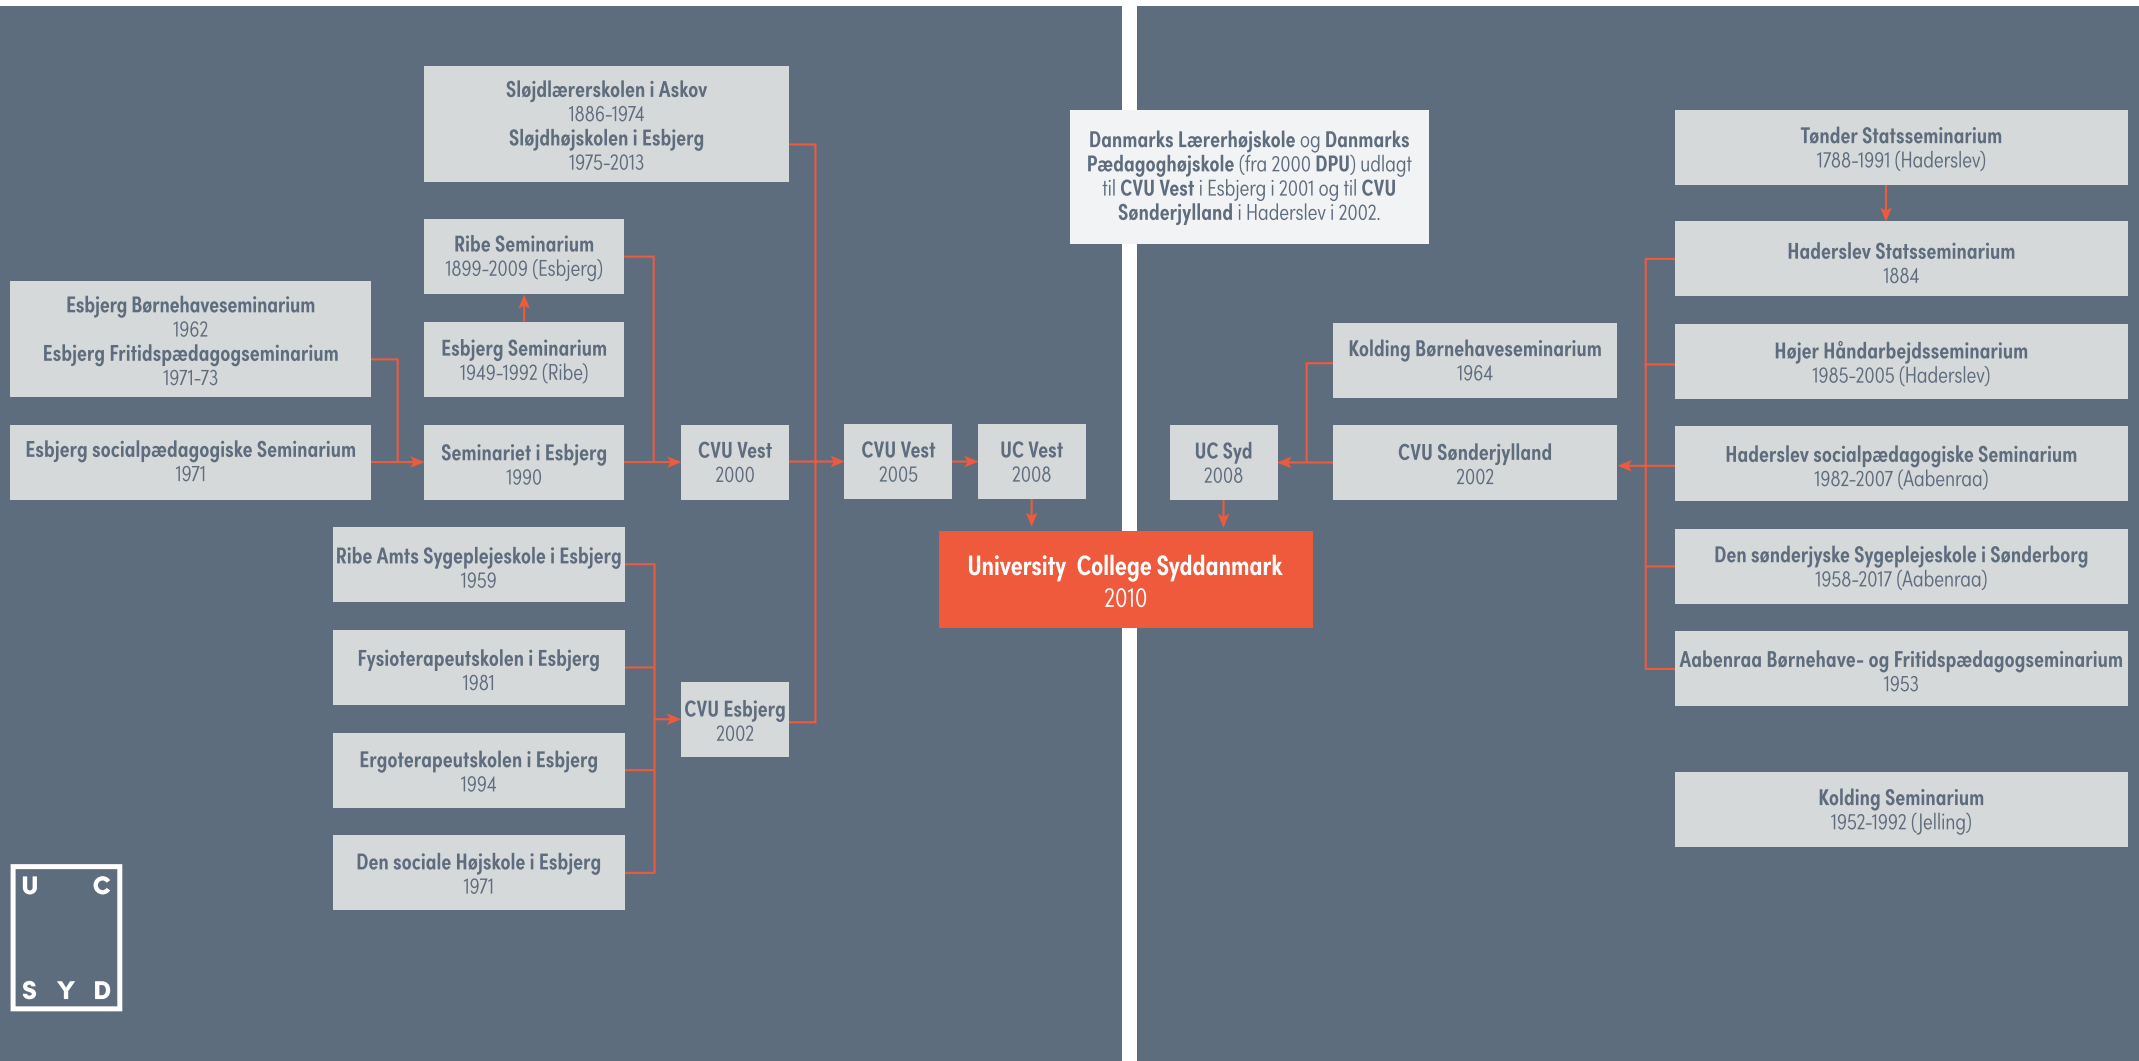 Sløjdlærerskolen i Askov
1886-1974
Sløjdhøjskolen i Esbjerg
1975-2013
Ribe Seminarium
1899-2009 (Esbjerg)
Esbjerg Børnehaveseminarium
1962
Esbjerg Fritidspædagogseminarium
1971-73
Esbjerg Seminarium
1949-1992 (Ribe)
Esbjerg socialpædagogiske Seminarium
1971
Seminariet i Esbjerg
1990
CVU Vest
2000
CVU Vest
2005
UC Vest
2008
Ribe Amts Sygeplejeskole i Esbjerg
1959
Fysioterapeutskolen i Esbjerg
1981
Ergoterapeutskolen i Esbjerg
1994
Den sociale Højskole i Esbjerg
1971
CVU Esbjerg
2002
Danmarks Lærerhøjskole og Danmarks
Pædagoghøjskole (fra 2000 DPU) udlagt
til CVU Vest i Esbjerg i 2001 og til CVU
Sønderjylland i Haderslev i 2002.
University College Syddanmark
2010
UC Syd
2008
Kolding Børnehaveseminarium
1964
CVU Sønderjylland
2002
Tønder Statsseminarium
1788-1991 (Haderslev)
Haderslev Statsseminarium
1884
Højer Håndarbejdsseminarium
1985-2005 (Haderslev)
Haderslev socialpædagogiske Seminarium
1982-2007 (Aabenraa)
Den sønderjyske Sygeplejeskole i Sønderborg
1958-2017 (Aabenraa)
Aabenraa Børnehave- og Fritidspædagogseminarium
1953
Kolding Seminarium
1952-1992 (Jelling)
U C
S Y D